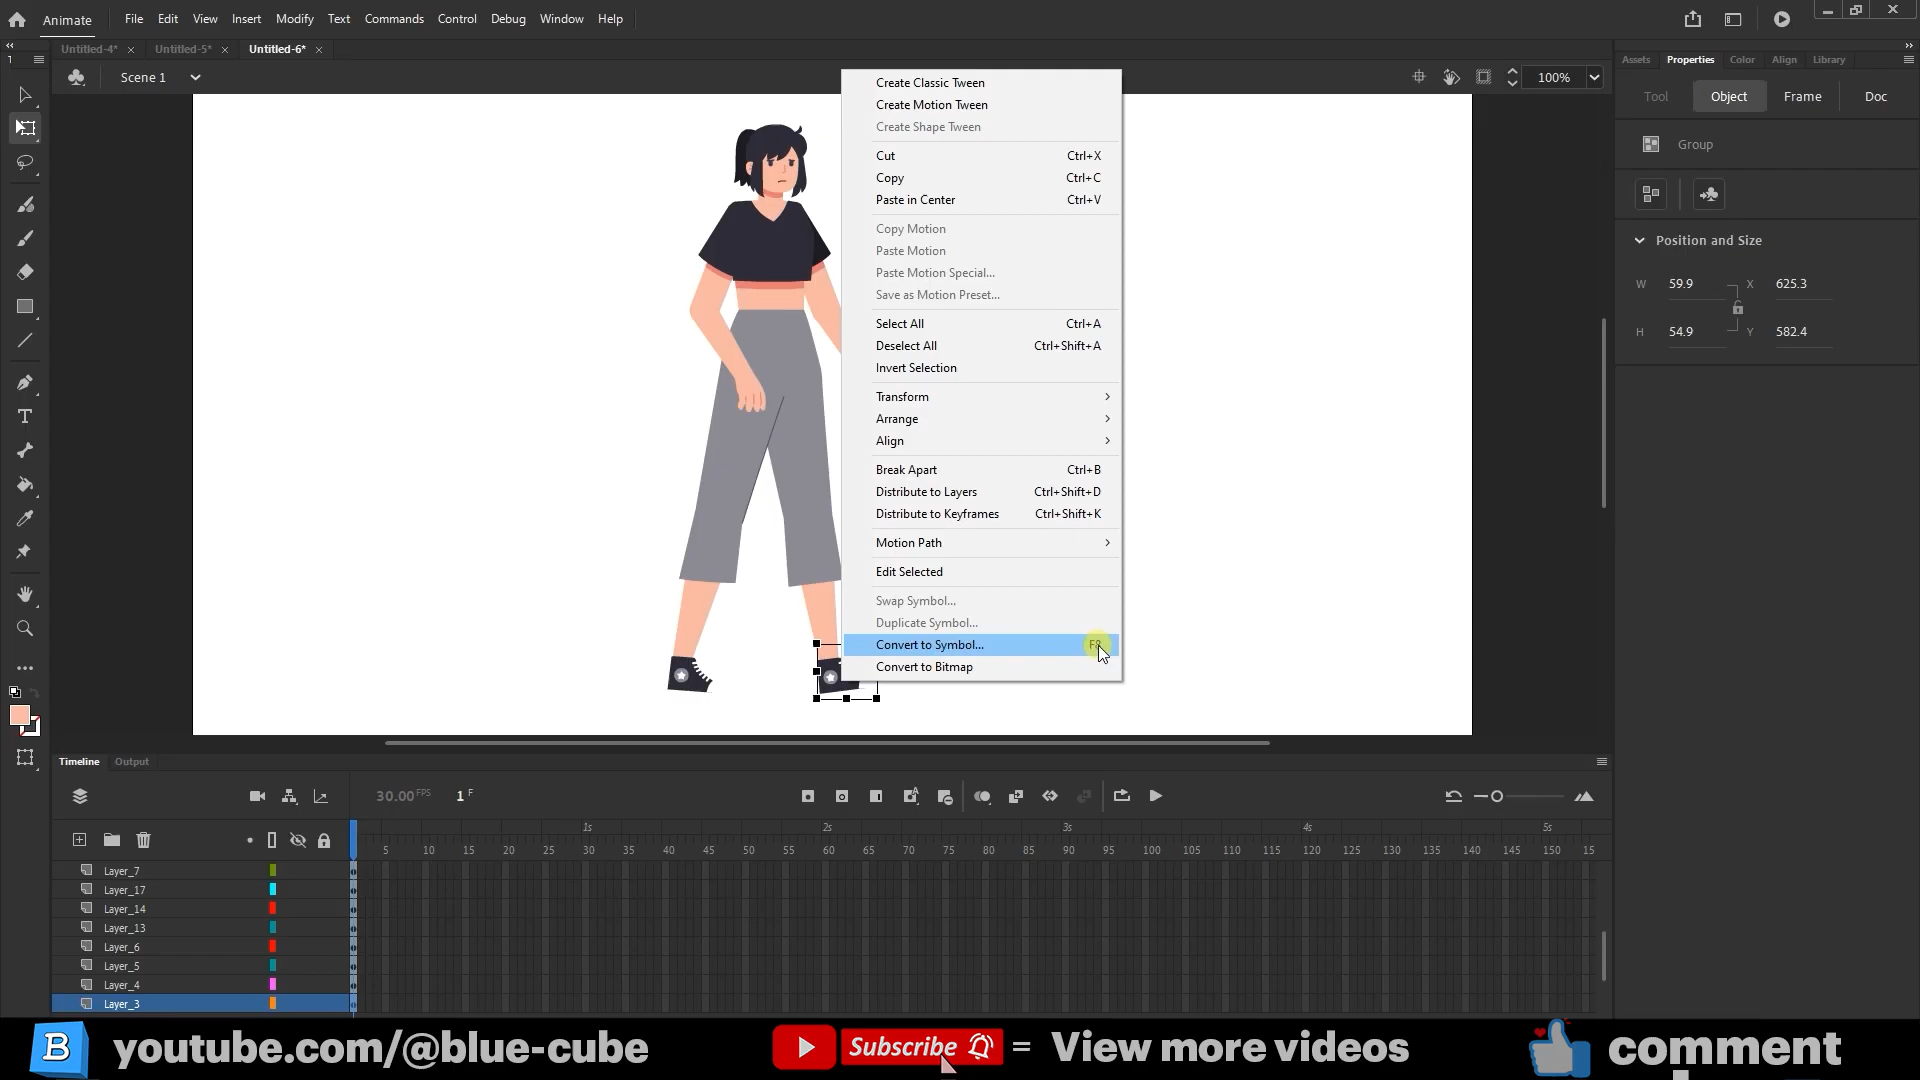 Animate File Edit View Insert Modify Text Commands Control Debug Window Help
Untitled-4* Untitled-5* Untitled-6*
Scene 1
100%
Assets Properties Color Align Library
Tool Object Frame Doc
Group
Position and Size
W 59.9 X 625.3
H 54.9 Y 582.4
Create Classic Tween
Create Motion Tween
Create Shape Tween
Cut Ctrl+X
Copy Ctrl+C
Paste in Center Ctrl+V
Copy Motion
Paste Motion
Paste Motion Special...
Save as Motion Preset...
Select All Ctrl+A
Deselect All Ctrl+Shift+A
Invert Selection
Transform
Arrange
Align
Break Apart Ctrl+B
Distribute to Layers Ctrl+Shift+D
Distribute to Keyframes Ctrl+Shift+K
Motion Path
Edit Selected
Swap Symbol...
Duplicate Symbol...
Convert to Symbol... F8
Convert to Bitmap
Timeline Output
30.00 FPS 1 F
1s 2s 3s 4s 5s
5 10 15 20 25 30 35 40 45 50 55 60 65 70 75 80 85 90 95 100 105 110 115 120 125 130 135 140 145 150 15
Layer_7
Layer_17
Layer_14
Layer_13
Layer_6
Layer_5
Layer_4
Layer_3
B youtube.com/@blue-cube Subscribe = View more videos comment